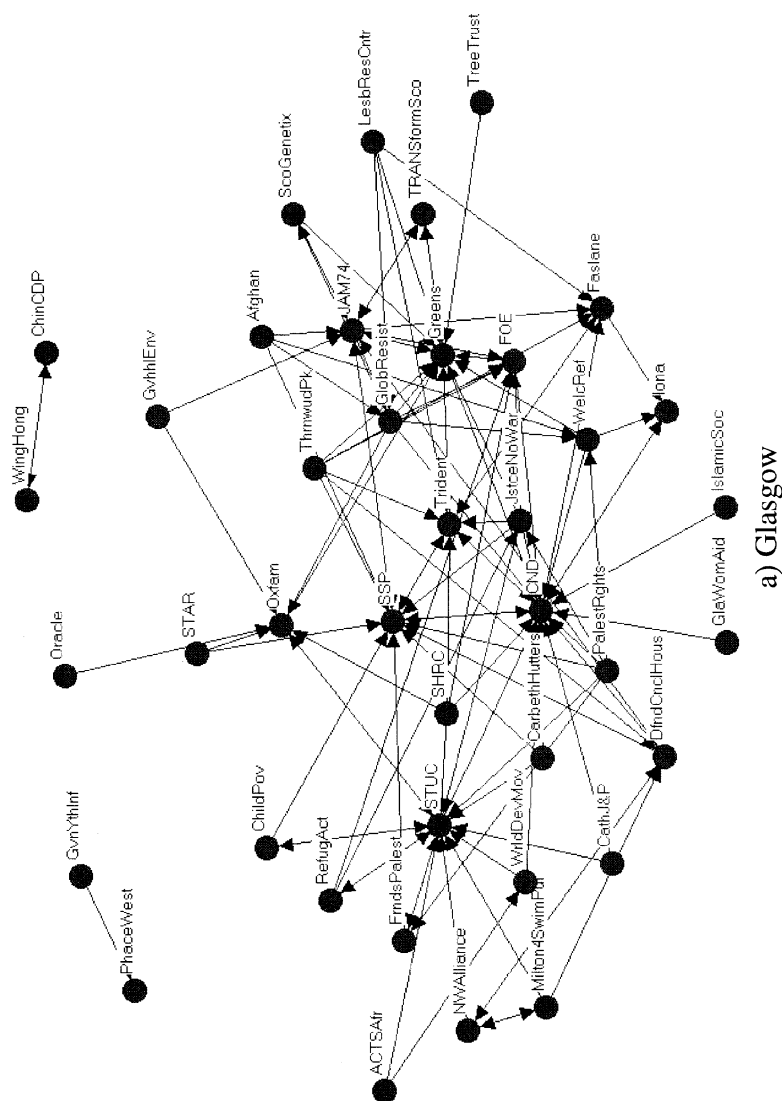 WingHong
ChinCDP
Oracle
GvnYthInf
PhaceWest
GvhhlEnv
STAR
Afghan
ChildPov
Oxfam
ScoGenetix
ThrnwudPk
RefugAct
JAM74
LesbResCntr
ACTSAfr
GlobResist
SSP
FrndsPalest
TRANSformSco
STUC
SHRC
Trident
Greens
NWAlliance
TreeTrust
WrldDevMov
JstceNoWar
FOE
Milton4SwimPul
CarbethHutters
CND
WelcRef
Faslane
CathJ&P
PalestRghts
DfndCnclHous
Iona
GlaWomAid
IslamicSoc
a) Glasgow